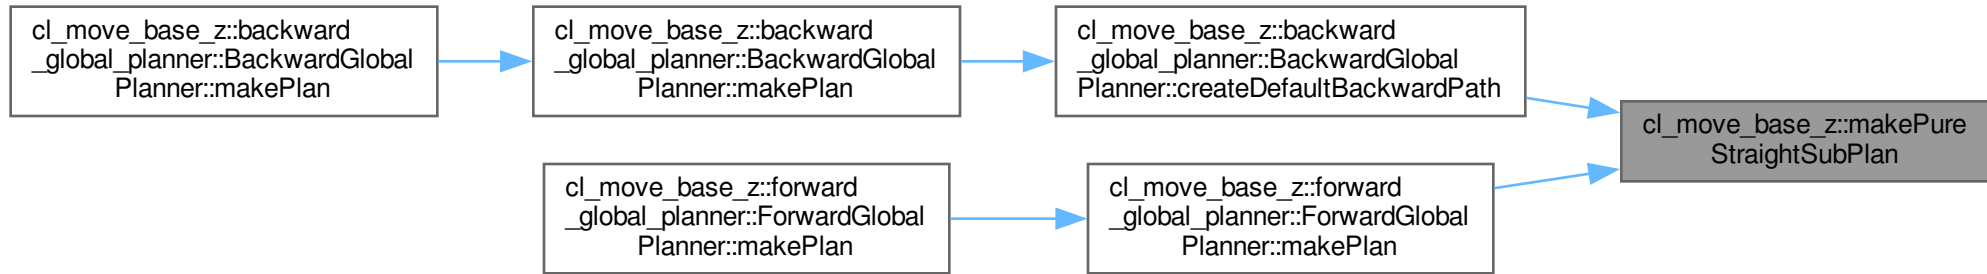 cl_move_base_z::backward
_global_planner::BackwardGlobal
Planner::makePlan
cl_move_base_z::backward
_global_planner::BackwardGlobal
Planner::makePlan
cl_move_base_z::backward
_global_planner::BackwardGlobal
Planner::createDefaultBackwardPath
cl_move_base_z::makePure
StraightSubPlan
cl_move_base_z::forward
_global_planner::ForwardGlobal
Planner::makePlan
cl_move_base_z::forward
_global_planner::ForwardGlobal
Planner::makePlan